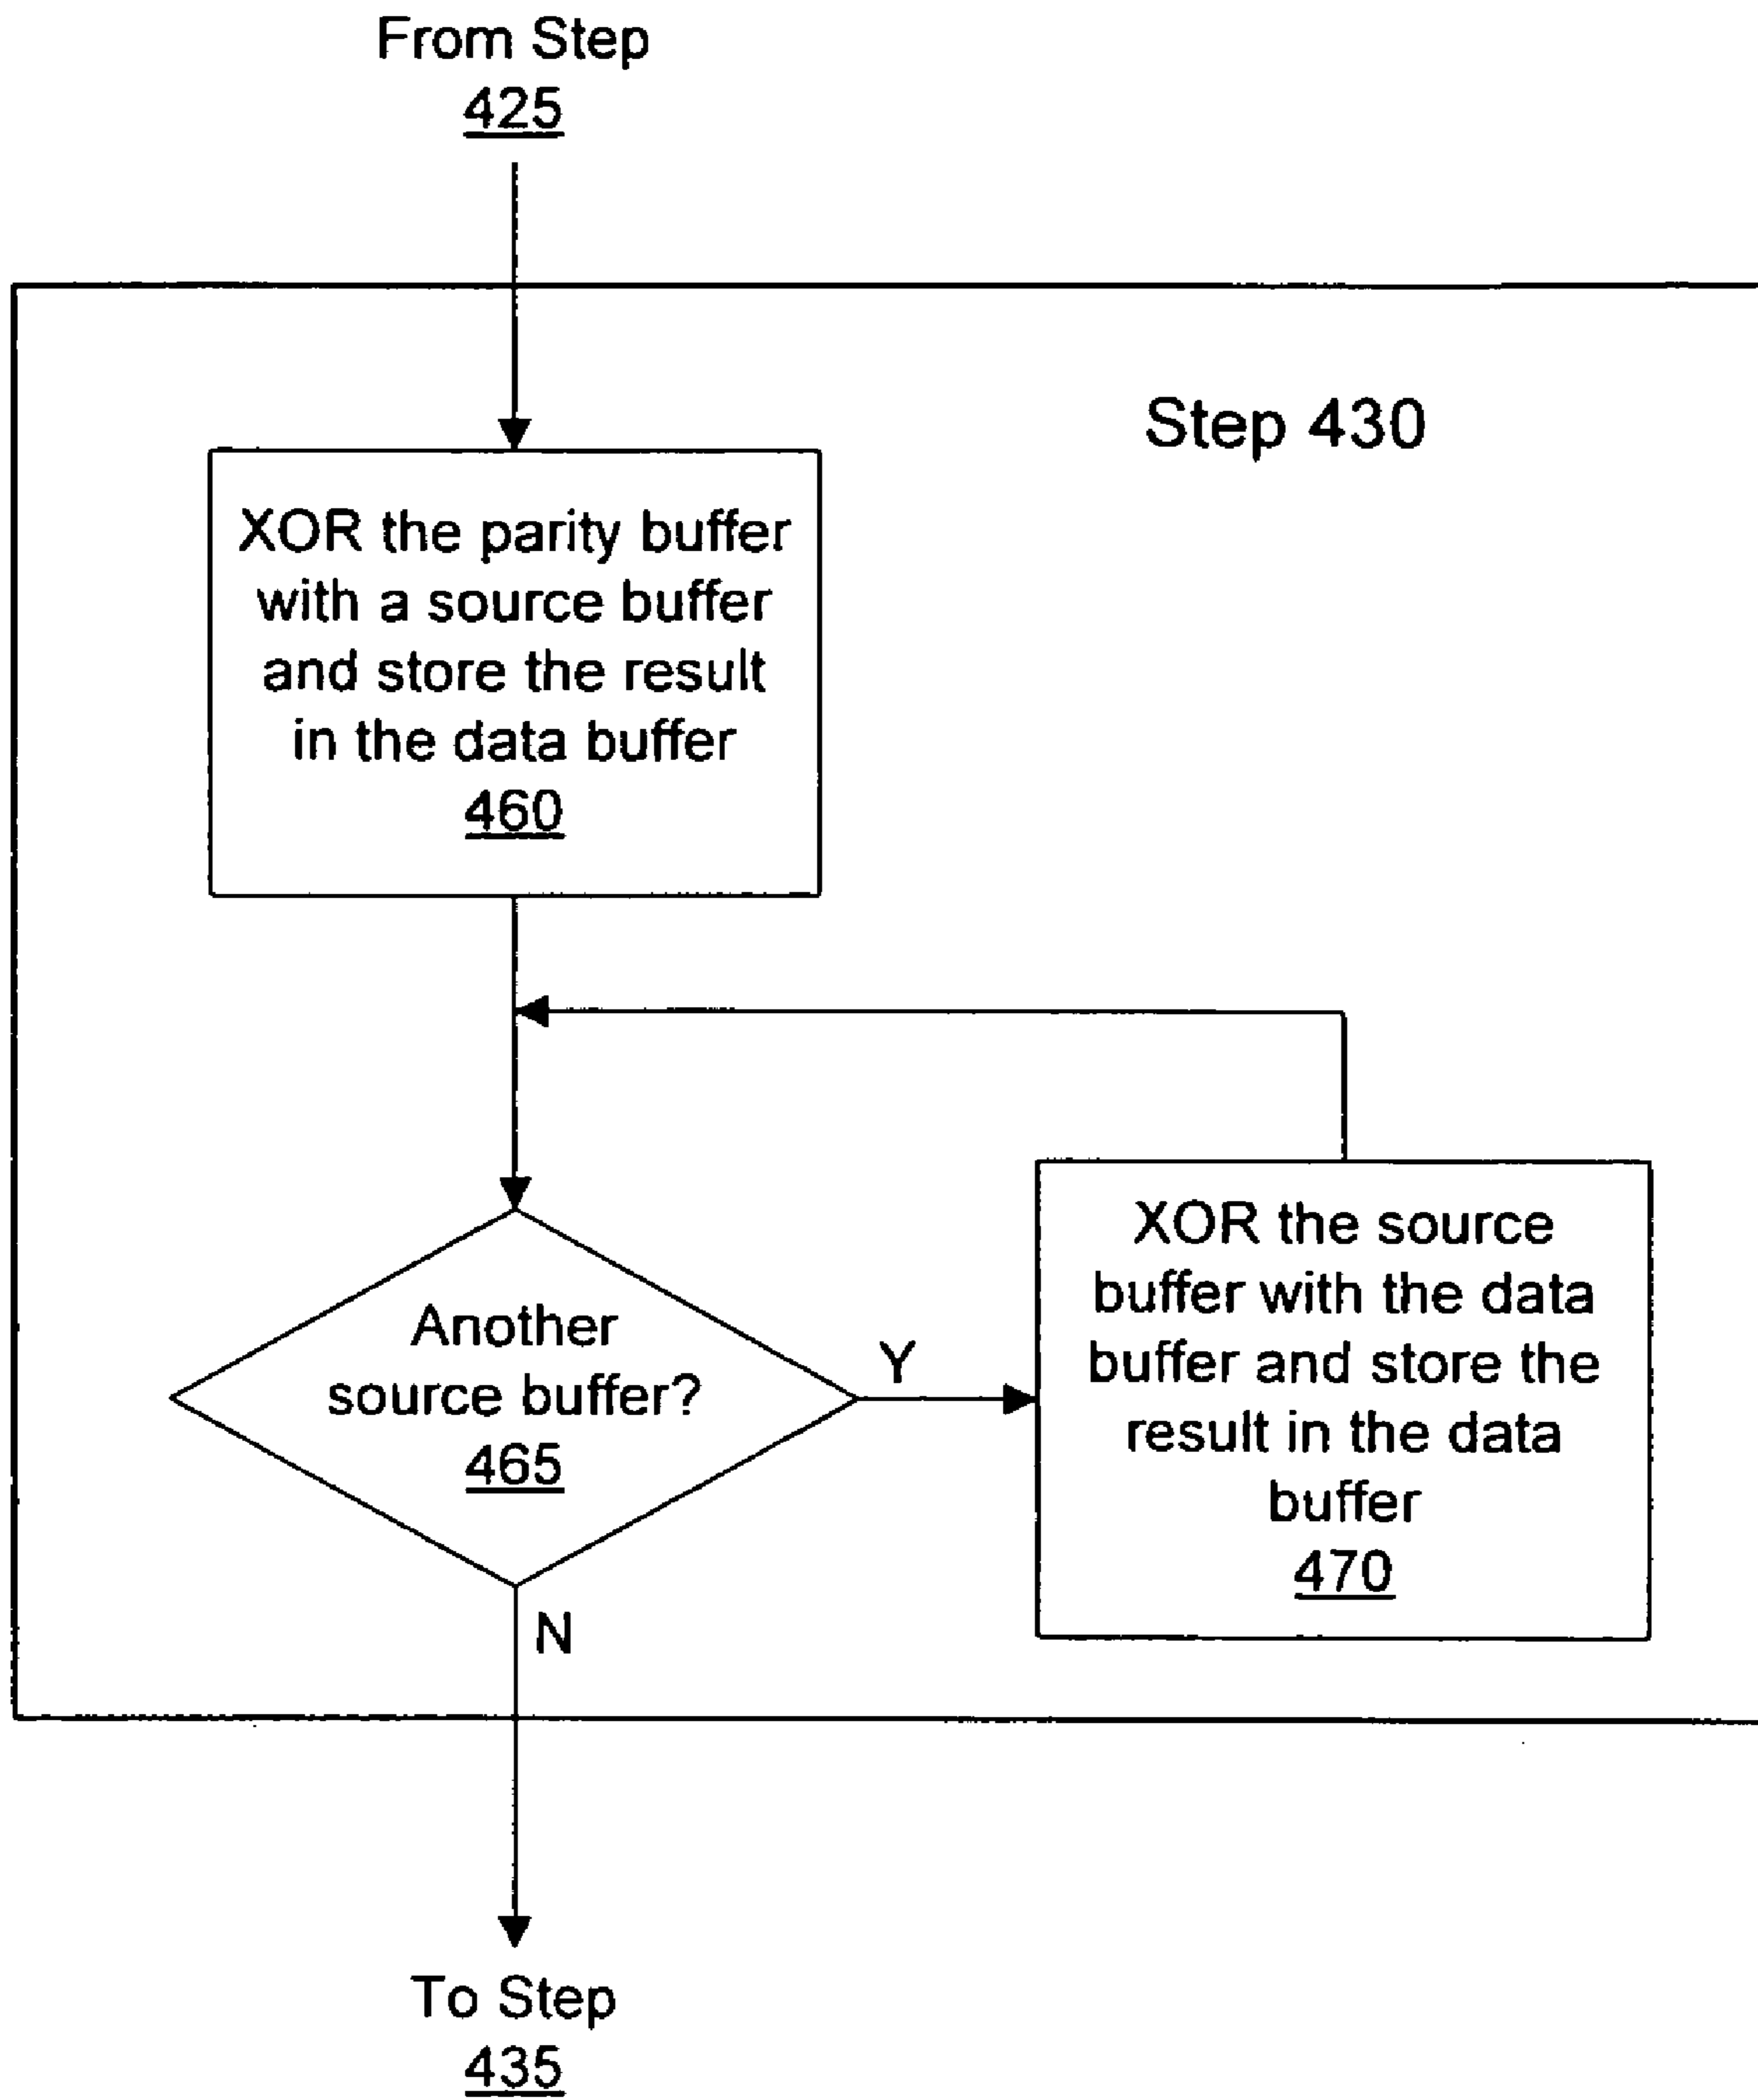 From Step
425
Step 430
XOR the parity buffer
with a source buffer
and store the result
in the data buffer
460
Another
source buffer?
465
Y
XOR the source
buffer with the data
buffer and store the
result in the data
buffer
470
N
To Step
435